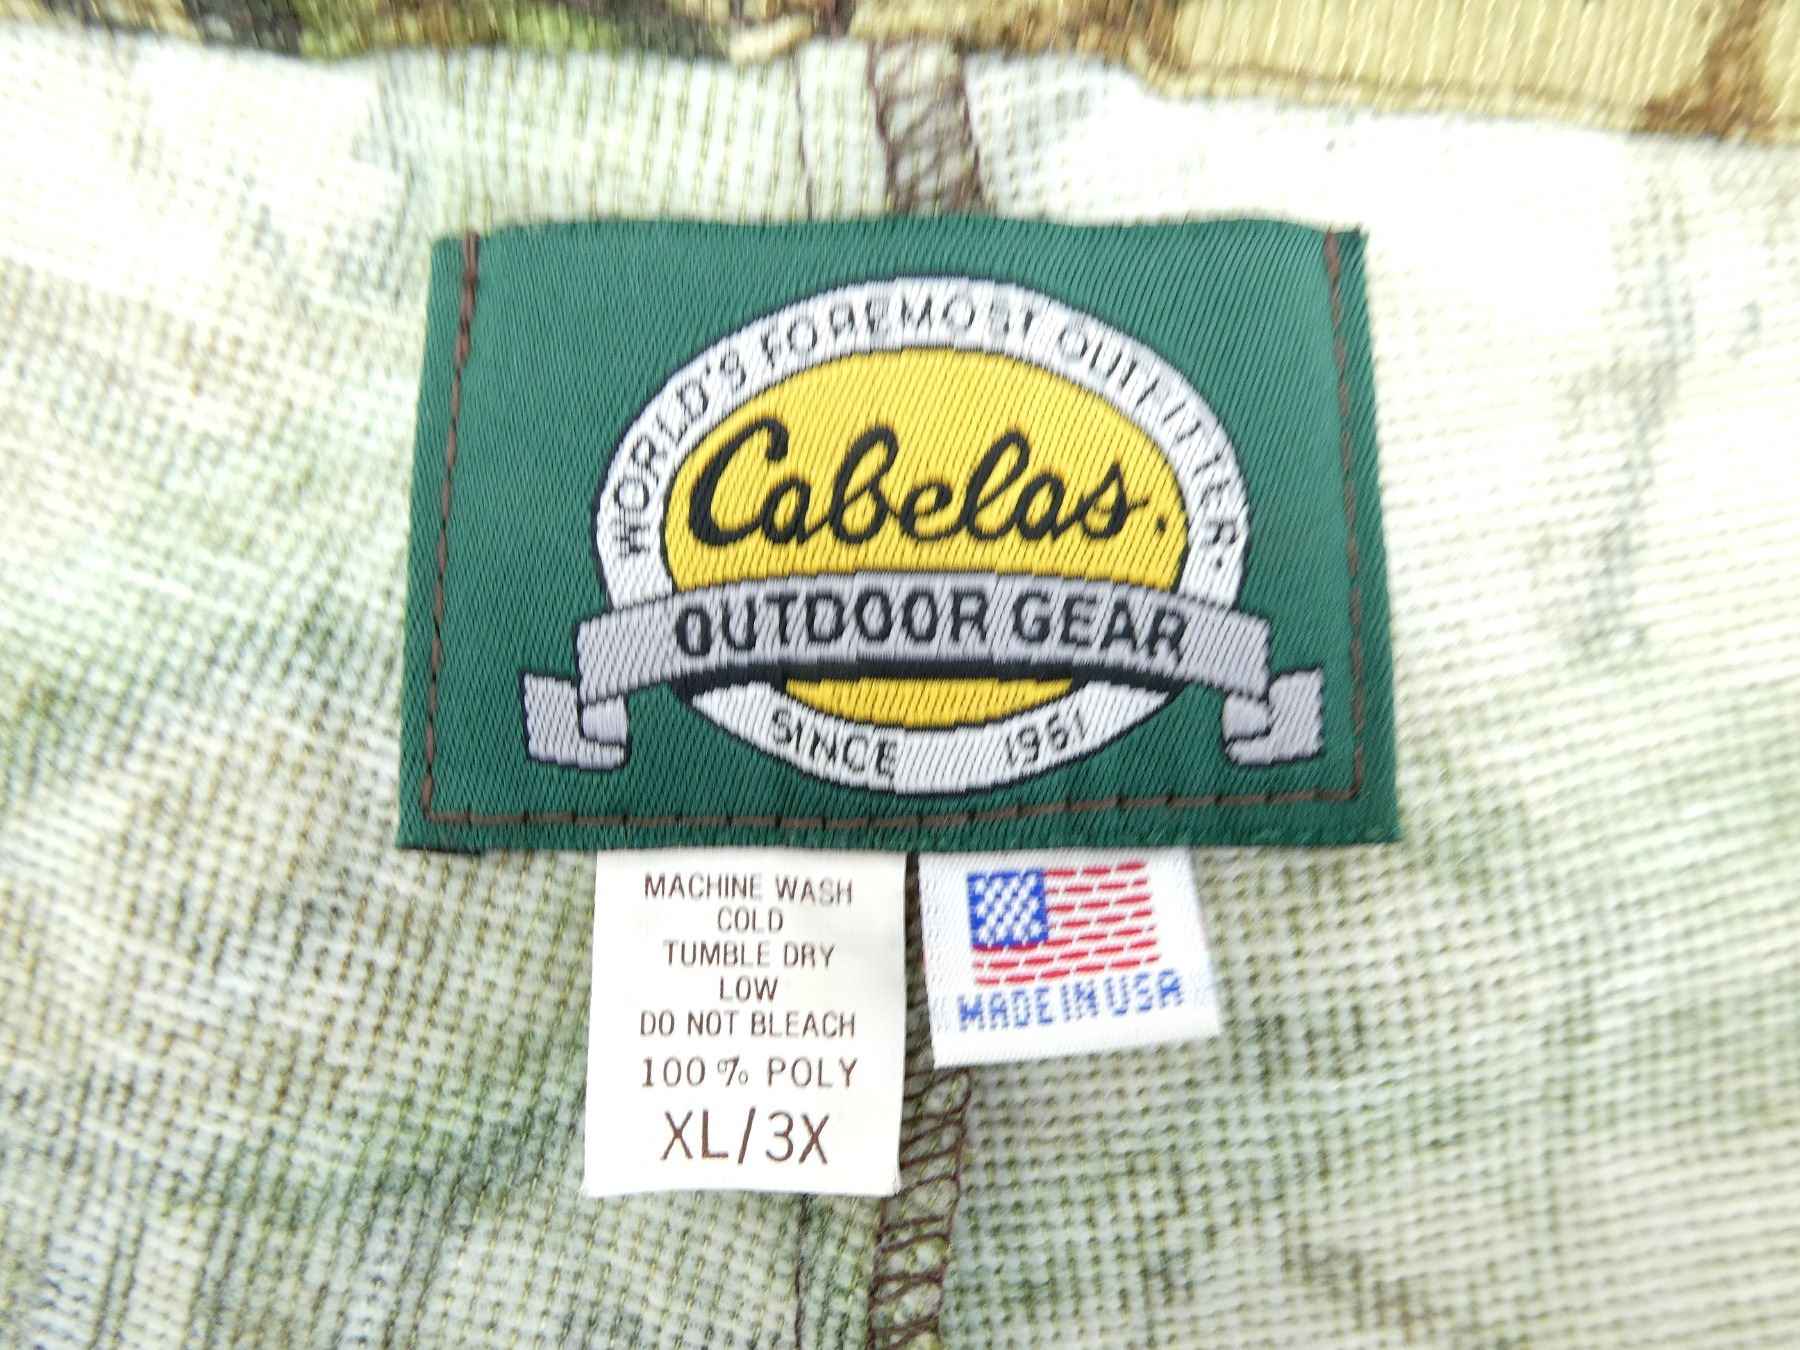 WORLD'S FOREMOST OUTFITTER.
Cabelas.
OUTDOOR GEAR
SINCE 1961
MACHINE WASH
COLD
TUMBLE DRY
LOW
DO NOT BLEACH
100% POLY
XL/3X
MADE IN USA